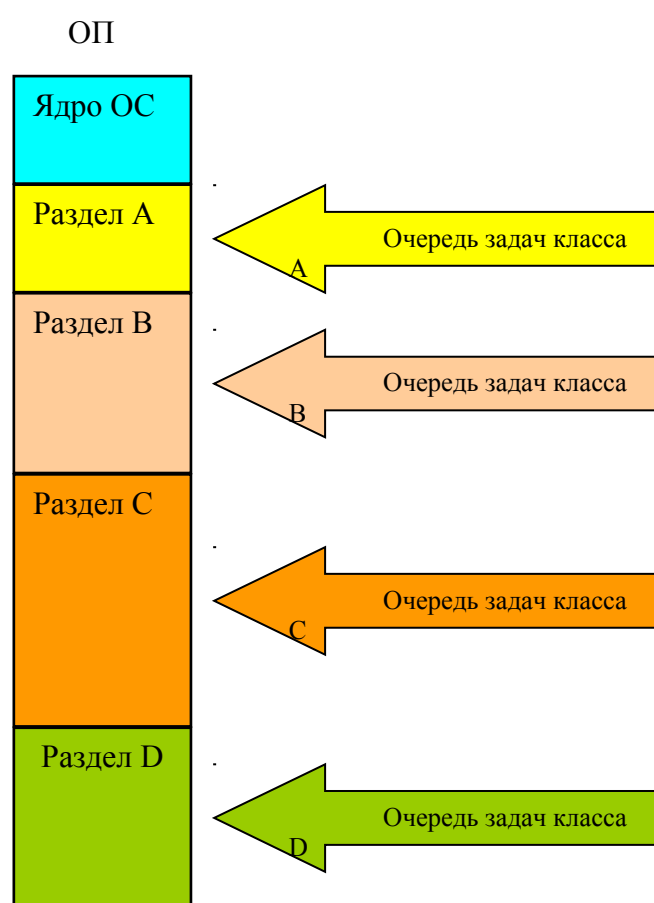 ОП
Ядро ОС
Раздел A
Очередь задач класса
A
Раздел B
Очередь задач класса
B
Раздел C
Очередь задач класса
C
Раздел D
Очередь задач класса
D